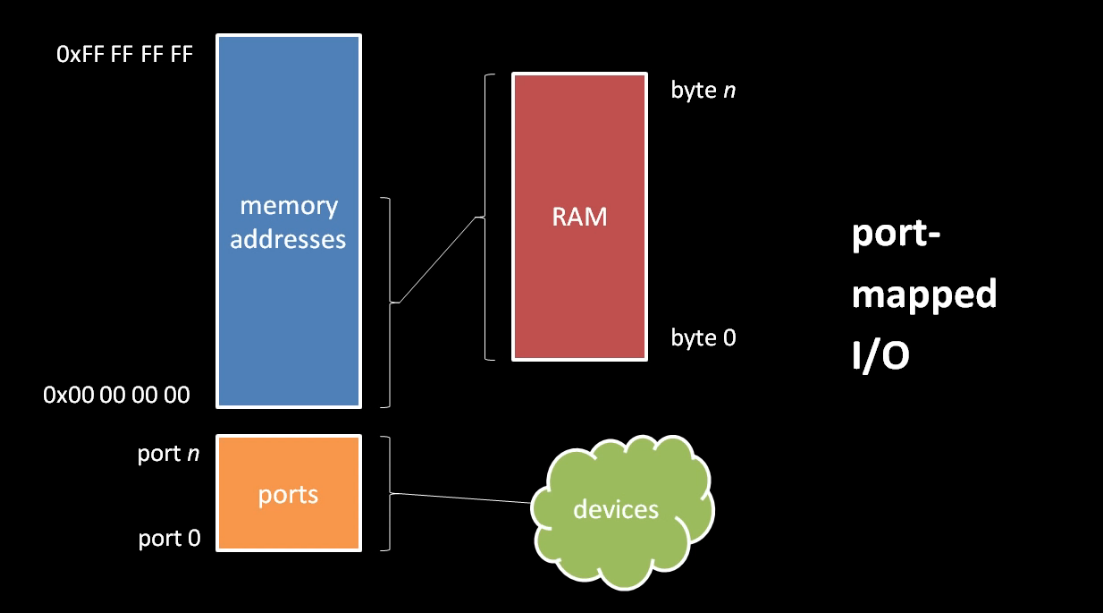 0xFF FF FF FF
memory
addresses
0x00 00 00 00
RAM
byte n
byte 0
port n
ports
port 0
devices
port-
mapped
I/O